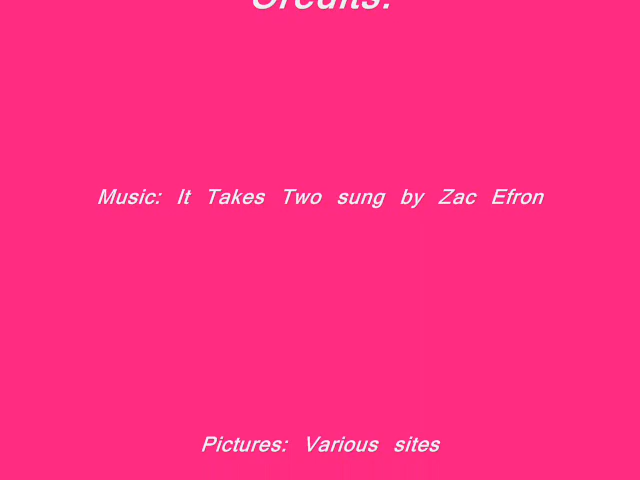 Credits:
Music: It Takes Two sung by Zac Efron
Pictures: Various sites